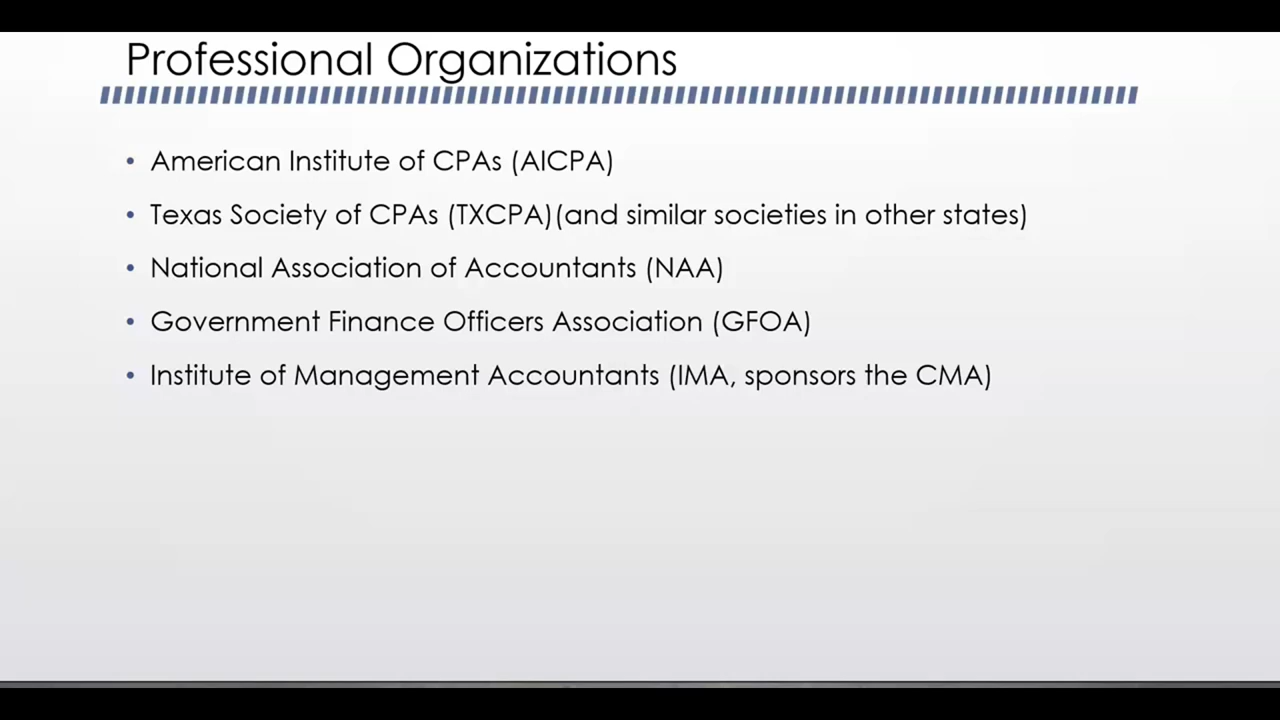 Professional Organizations
• American Institute of CPAs (AICPA)
• Texas Society of CPAs (TXCPA)(and similar societies in other states)
• National Association of Accountants (NAA)
• Government Finance Officers Association (GFOA)
• Institute of Management Accountants (IMA, sponsors the CMA)